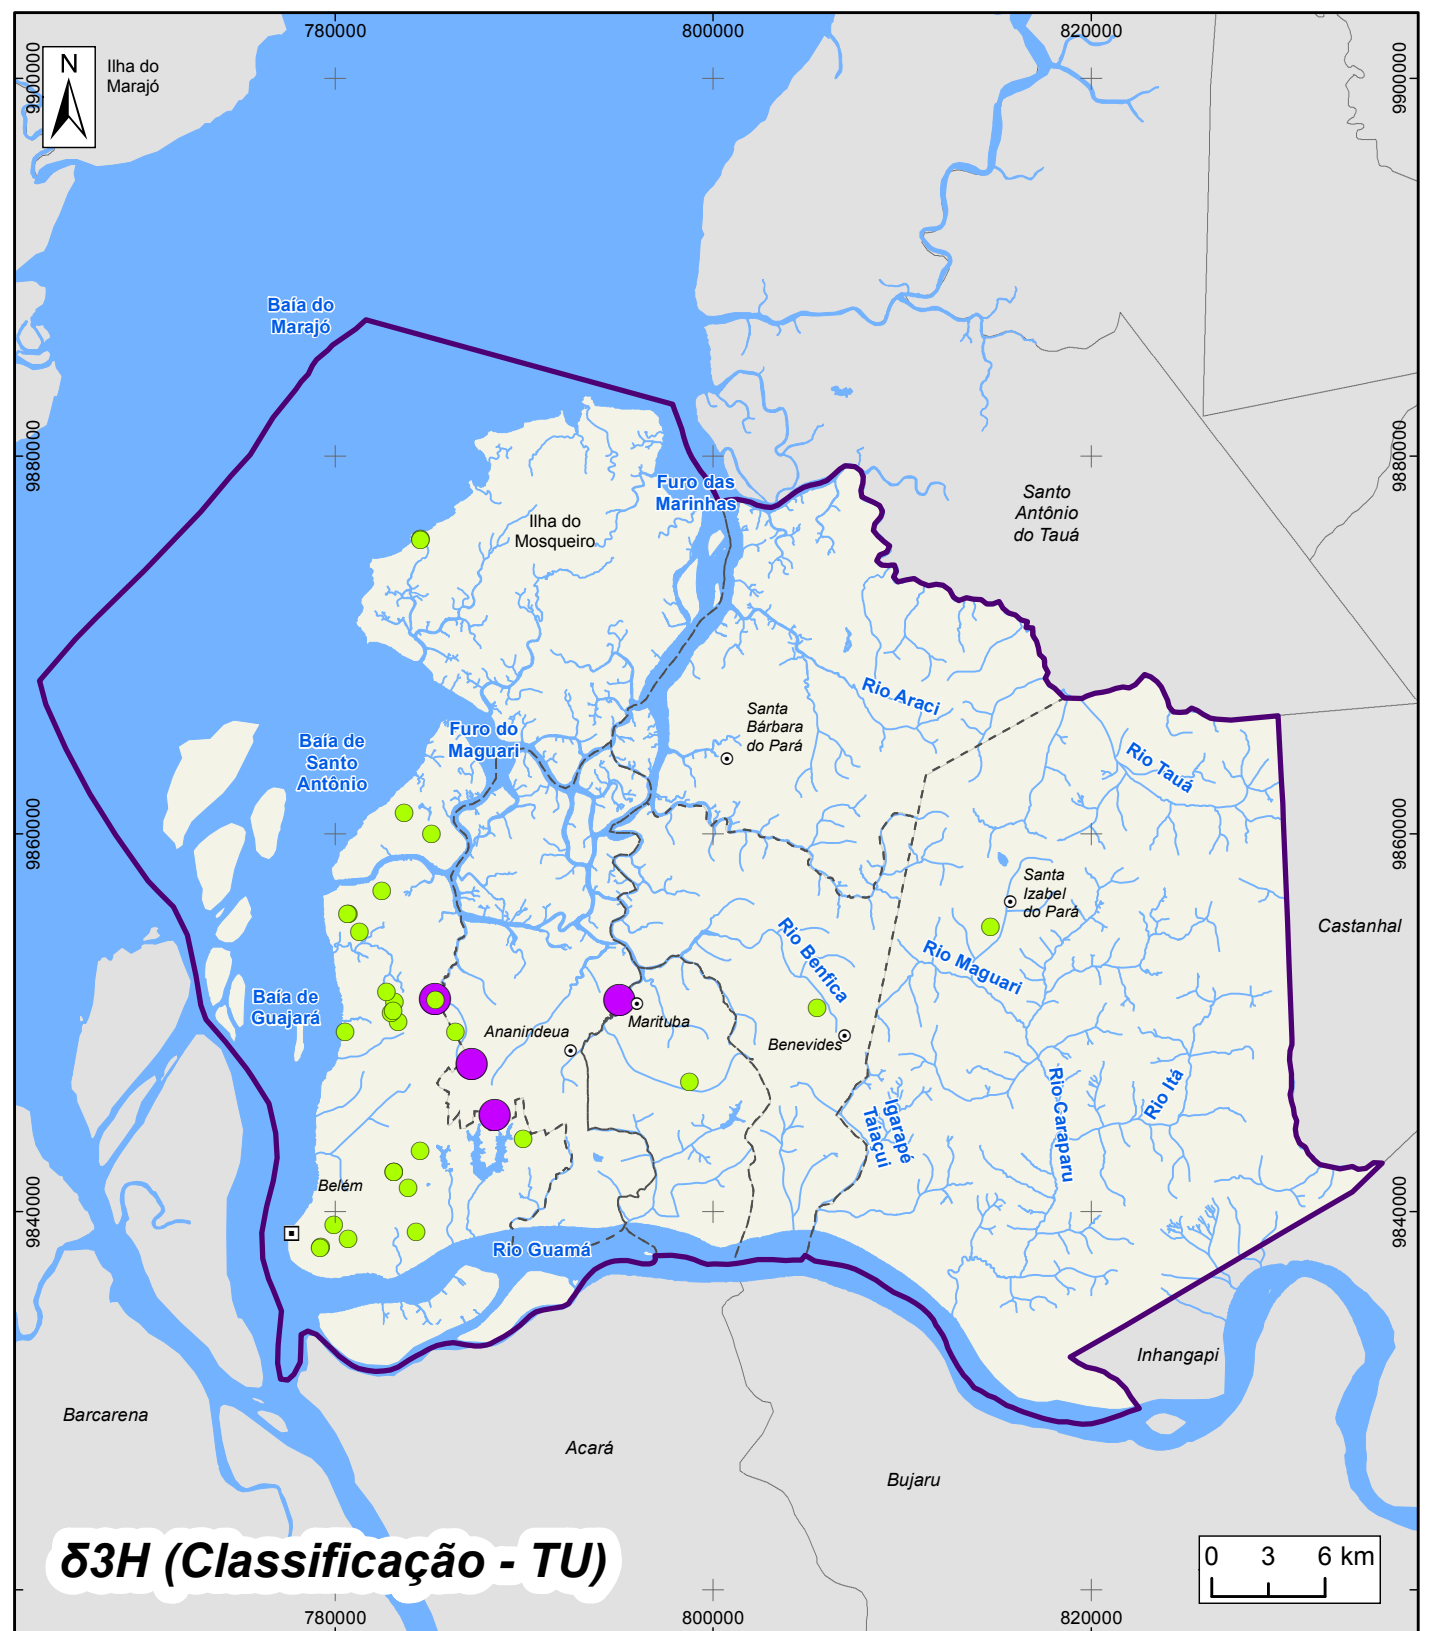 780000
800000
820000
9900000
9900000
N
Ilha do
Marajó
Baía do
Marajó
9880000
9880000
Furo das
Marinhas
Santo
Antônio
do Tauá
Ilha do
Mosqueiro
Rio Araci
Santa
Bárbara
do Pará
Furo do
Maguari
Baía de
Santo
Antônio
Rio Tauá
9860000
9860000
Santa
Izabel
do Pará
Castanhal
Rio Benfica
Rio Maguari
Baía de
Guajará
Ananindeua
Marituba
Benevides
Igarapé
Taiaçui
Rio Caraparu
Rio Itá
Belém
9840000
9840000
Rio Guamá
Inhangapi
Barcarena
Acará
Bujaru
δ3H (Classificação - TU)
0 3 6 km
780000
800000
820000